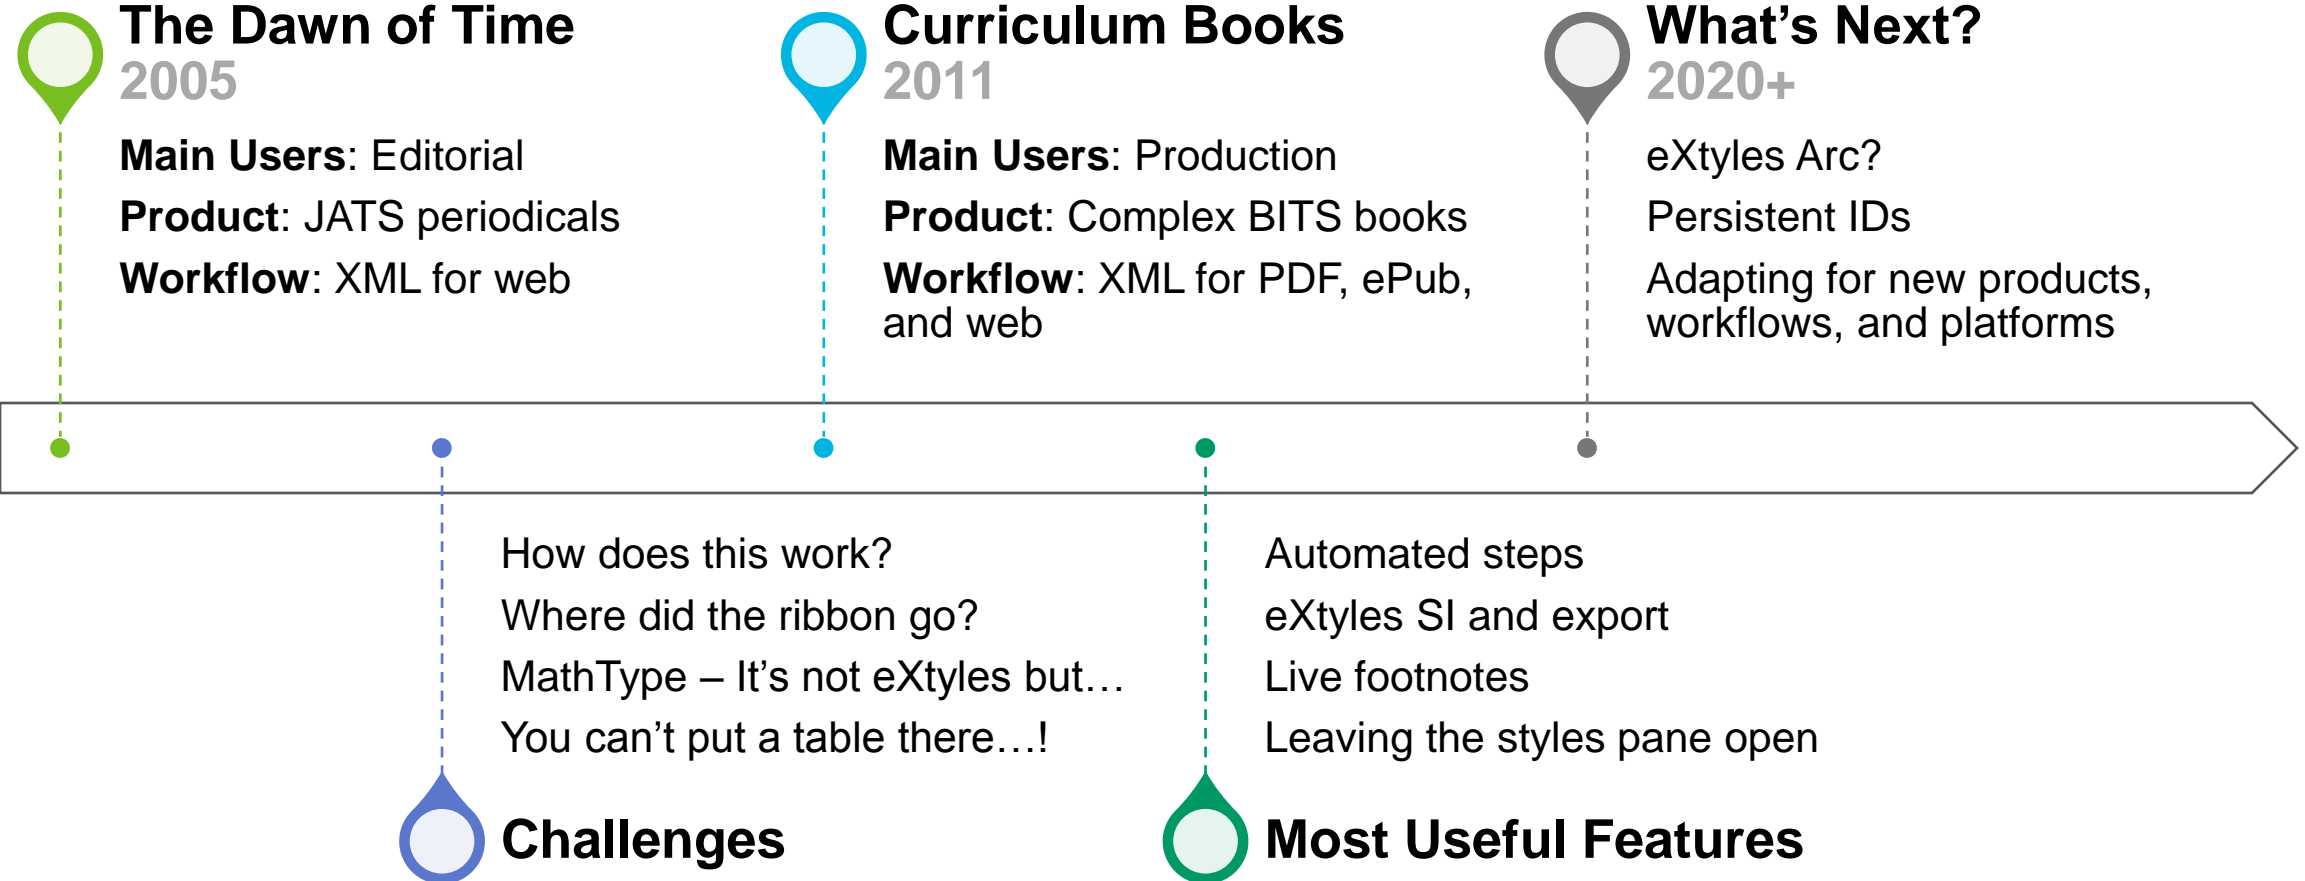 The Dawn of Time
2005
Main Users: Editorial
Product: JATS periodicals
Workflow: XML for web
Curriculum Books
2011
Main Users: Production
Product: Complex BITS books
Workflow: XML for PDF, ePub,
and web
What’s Next?
2020+
eXtyles Arc?
Persistent IDs
Adapting for new products,
workflows, and platforms
How does this work?
Where did the ribbon go?
MathType – It’s not eXtyles but…
You can’t put a table there…!
Challenges
Automated steps
eXtyles SI and export
Live footnotes
Leaving the styles pane open
Most Useful Features